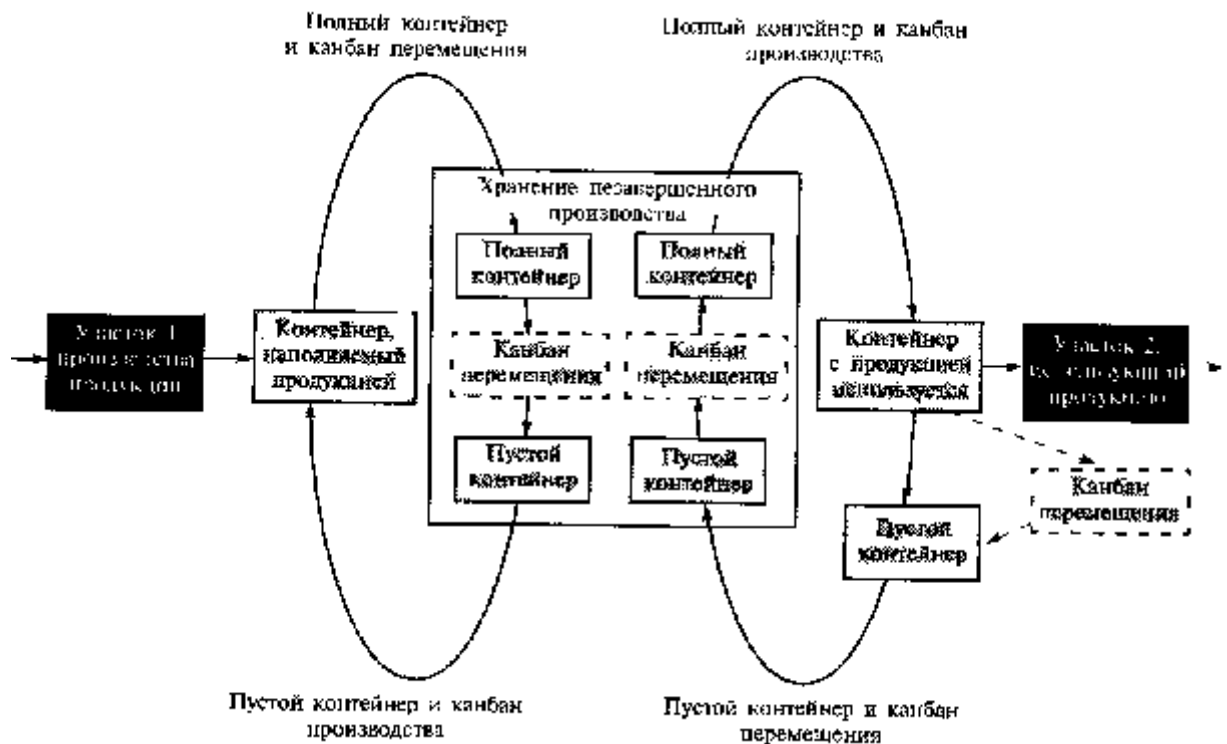 Полный контейнер
и канбан перемещения
Полный контейнер и канбан
производства
Хранение незавершенного
производства
Полный
контейнер
Полный
контейнер
Участок 1
производства
продукции
Контейнер,
наполняемый
продукцией
Канбан
перемещения
Канбан
перемещения
Контейнер
с продукцией
используется
Участок 2,
использующий
продукцию
Пустой
контейнер
Пустой
контейнер
Канбан
перемещения
Пустой
контейнер
Пустой контейнер и канбан
производства
Пустой контейнер и канбан
перемещения